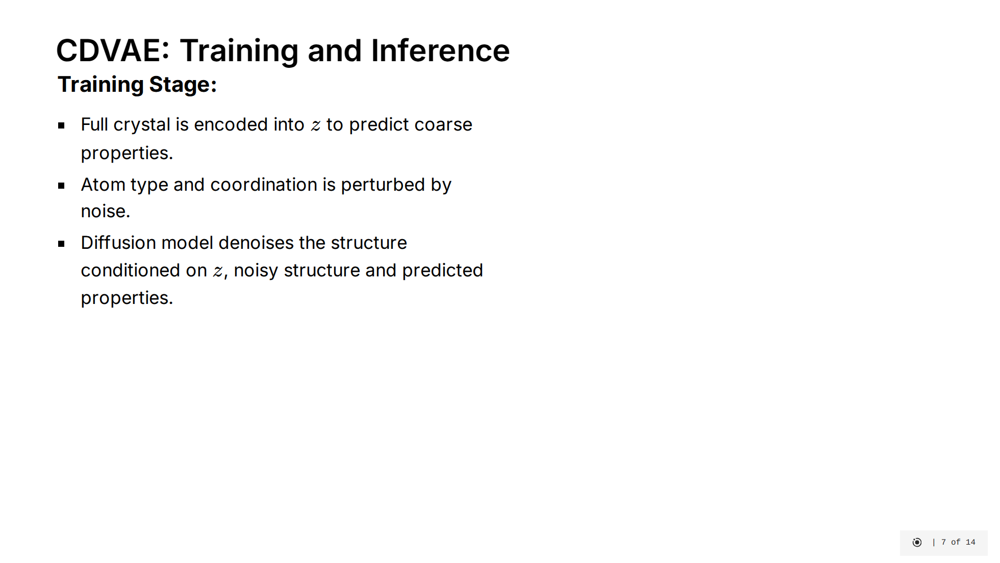 CDVAE: Training and Inference
Training Stage:
▪ Full crystal is encoded into z to predict coarse
properties.
▪ Atom type and coordination is perturbed by
noise.
▪ Diffusion model denoises the structure
conditioned on z, noisy structure and predicted
properties.
| 7 of 14